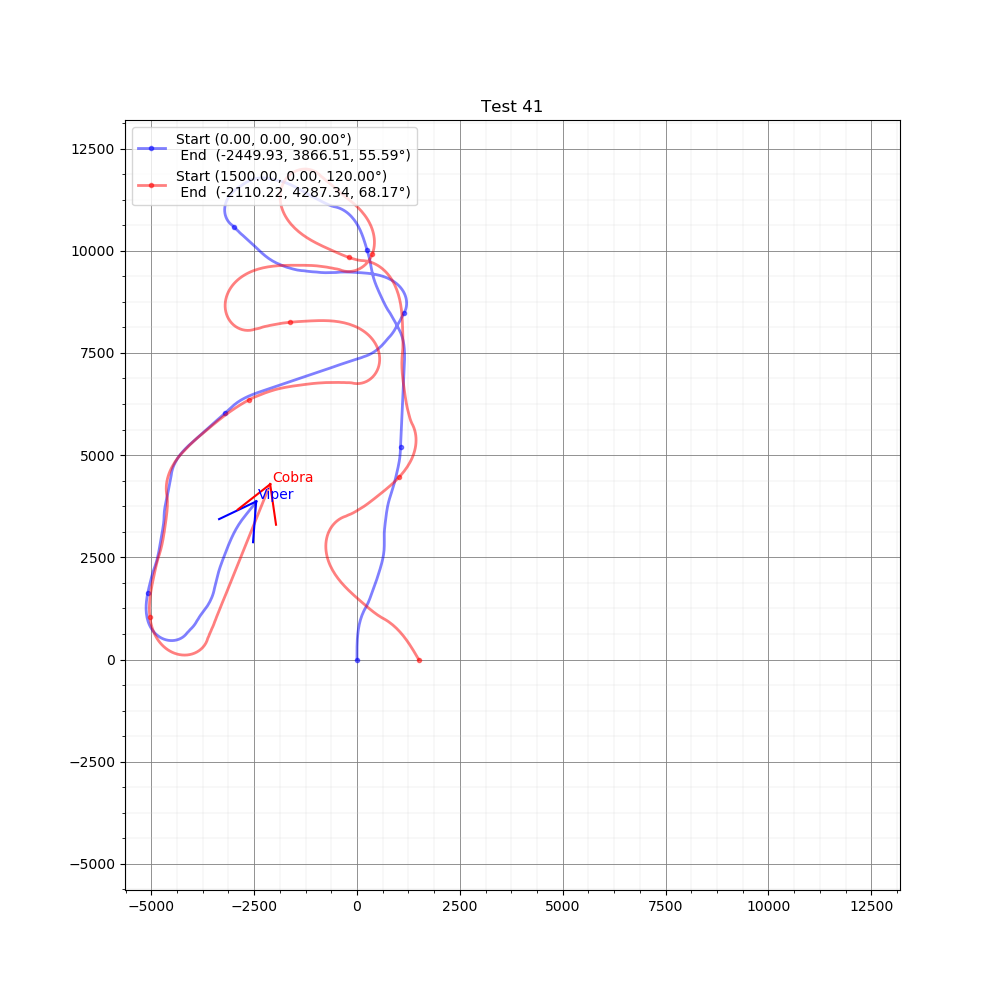 Test 41
Start (0.00, 0.00, 90.00°)
End (-2449.93, 3866.51, 55.59°)
Start (1500.00, 0.00, 120.00°)
End (-2110.22, 4287.34, 68.17°)
12500
10000
7500
5000
2500
0
−2500
−5000
Cobra
Viper
−5000 −2500 0 2500 5000 7500 10000 12500